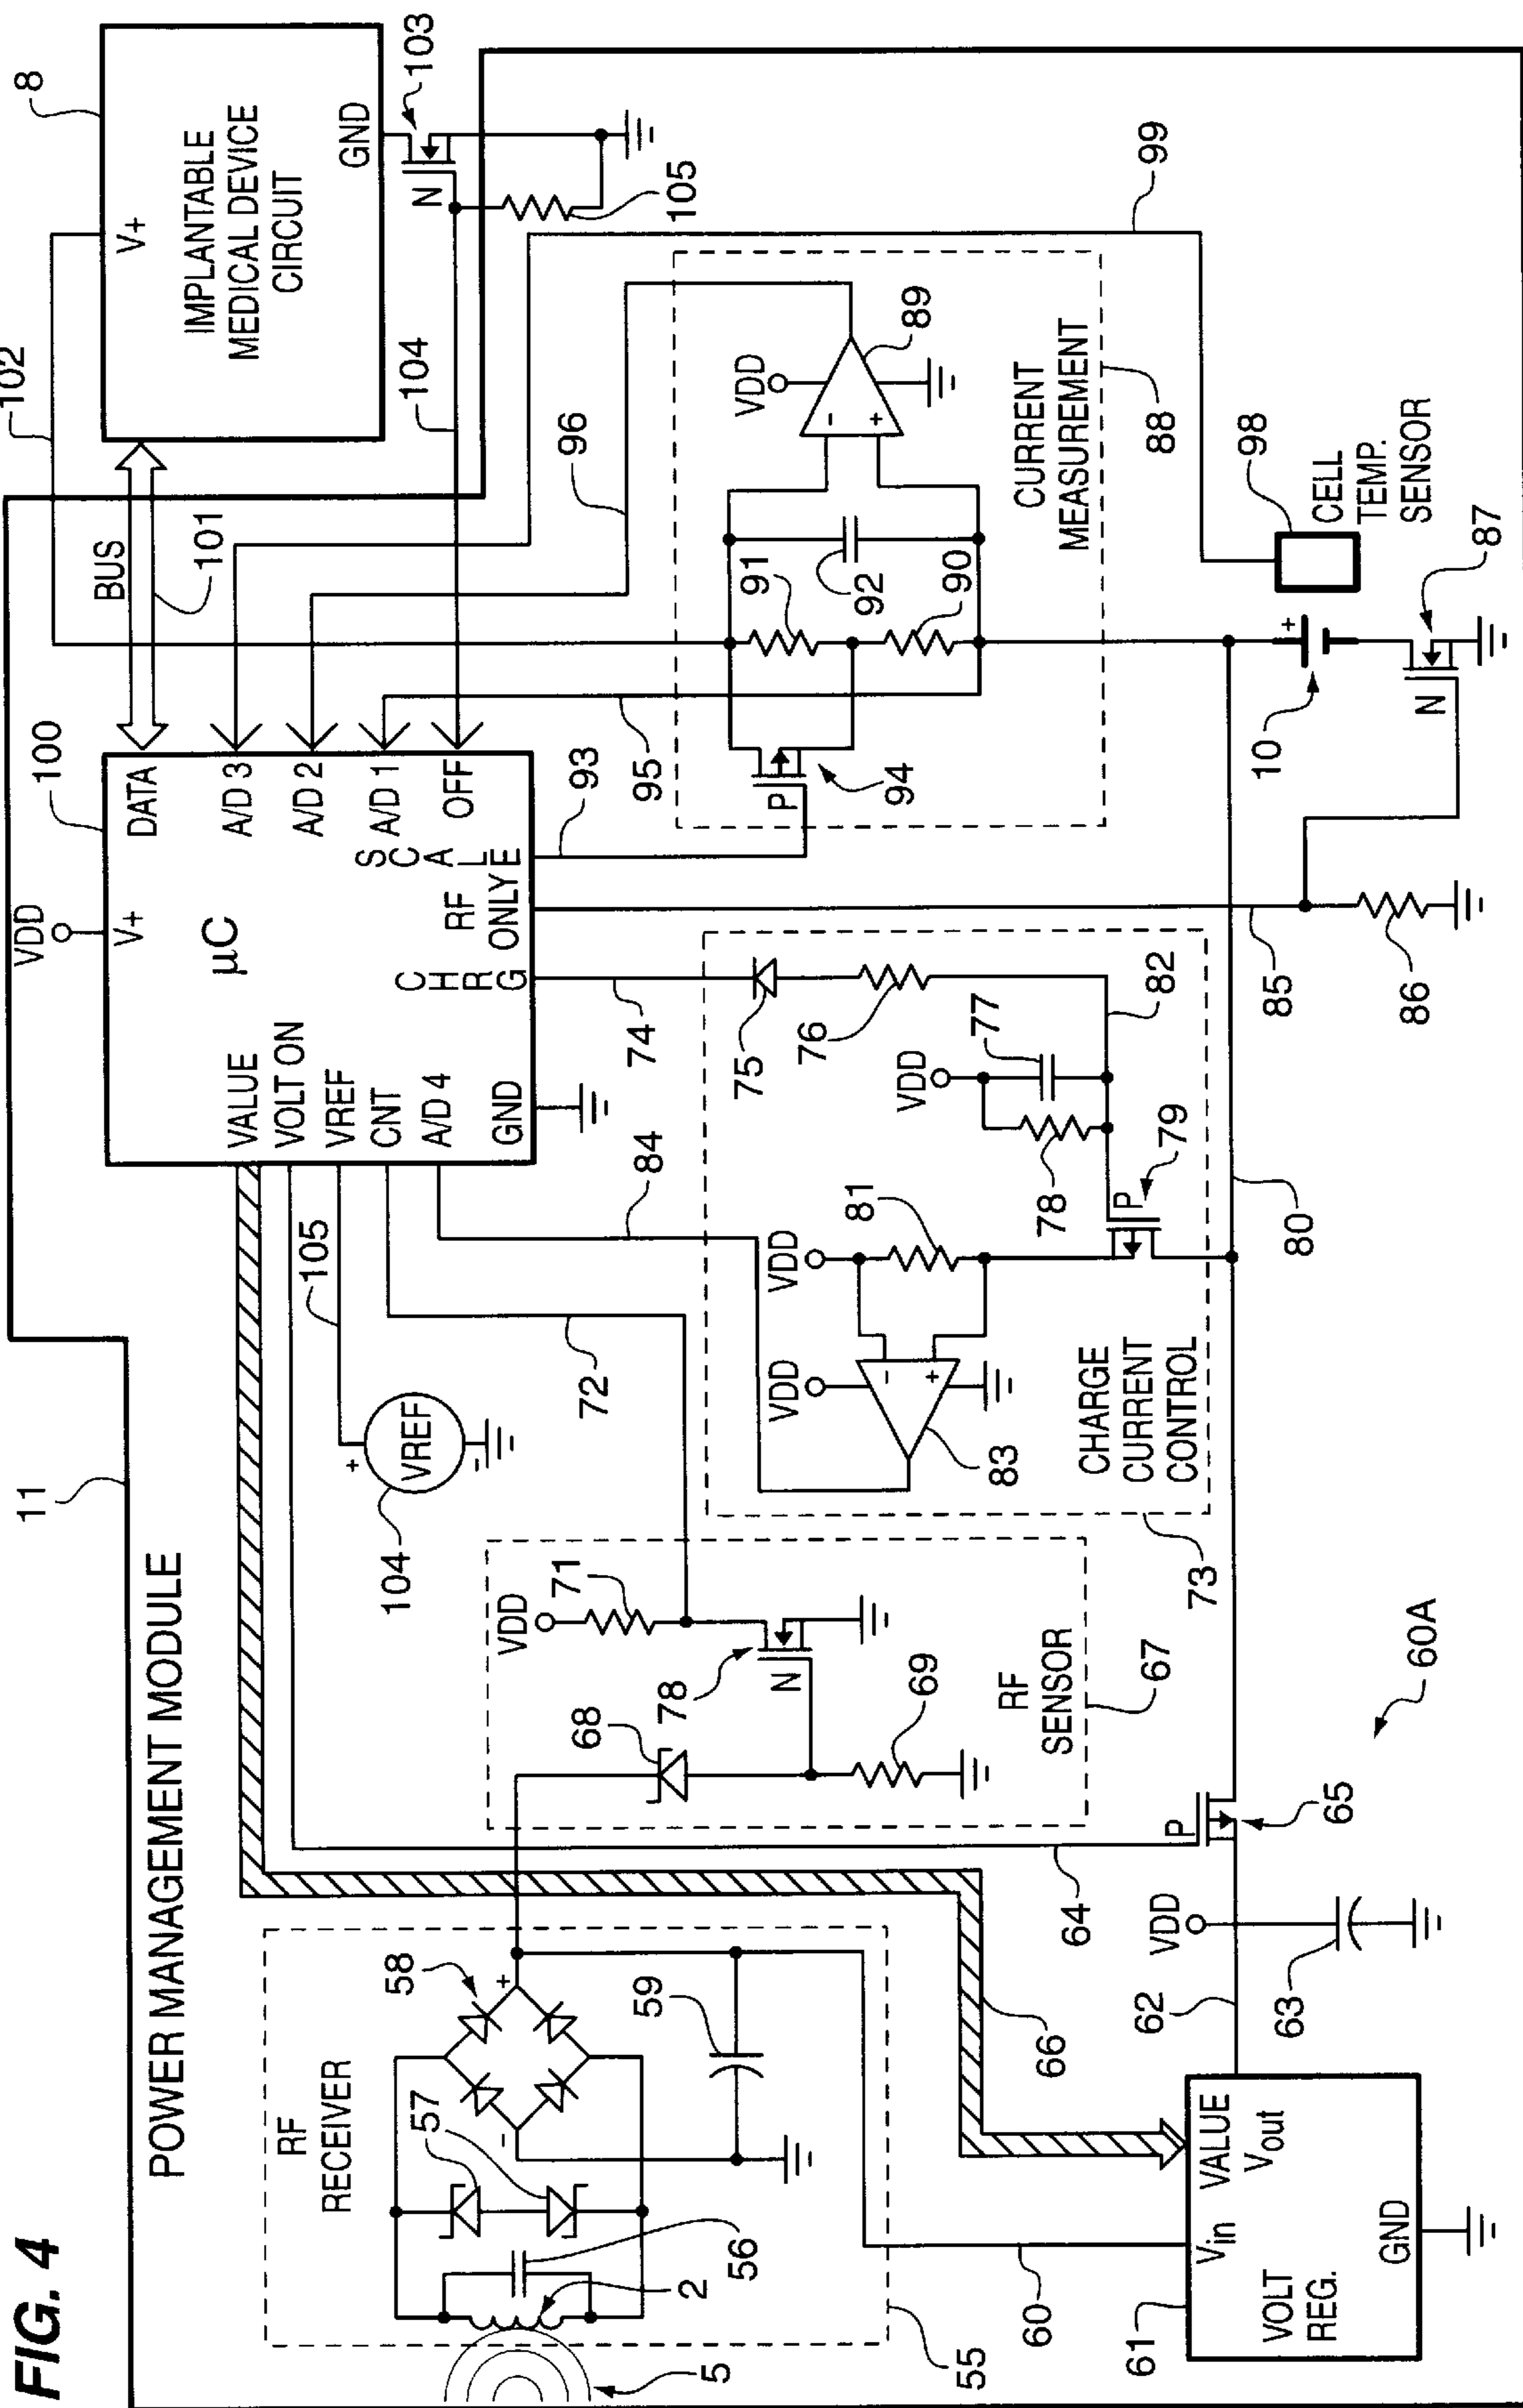 FIG. 4
POWER MANAGEMENT MODULE
11
RF
RECEIVER
5
2
56
57
58
59
55
60
61
VOLT
REG.
Vin
VALUE
Vout
GND
62
63
VDD
64
65
P
66
60A
RF
SENSOR
67
68
69
VDD
71
78
N
72
104
VREF
+
-
105
CHARGE
CURRENT
CONTROL
73
74
75
76
VDD
77
78
79
P
80
VDD
81
82
VDD
83
-
+
84
VDD
100
V+
µC
VALUE
VOLT ON
VREF
CNT
A/D 4
GND
CHRG
RF
ONLY
SCALE
DATA
A/D 3
A/D 2
A/D 1
OFF
85
86
87
N
10
+
CURRENT
MEASUREMENT
88
VDD
89
-
+
90
91
92
93
94
P
95
96
98
CELL
TEMP.
SENSOR
99
BUS
101
102
8
V+
IMPLANTABLE
MEDICAL DEVICE
CIRCUIT
GND
103
N
104
105
+
-